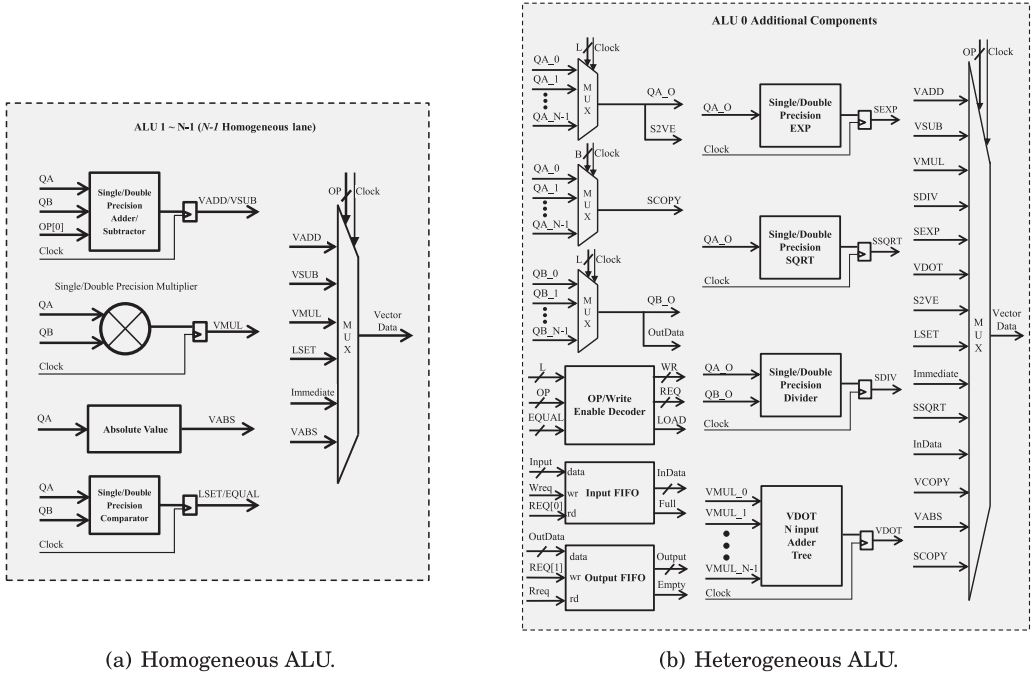 ALU 1 ~ N-1 (N-1 Homogeneous lane)
QA
QB
OP[0]
Clock
Single/Double
Precision
Adder/
Subtractor
VADD/VSUB
Single/Double Precision Multiplier
QA
QB
Clock
VMUL
QA
Absolute Value
VABS
QA
QB
Clock
Single/Double
Precision
Comparator
LSET/EQUAL
OP
Clock
VADD
VSUB
VMUL
LSET
Immediate
VABS
M
U
X
Vector
Data
(a) Homogeneous ALU.
ALU 0 Additional Components
L
Clock
QA_0
QA_1
QA_N-1
M
U
X
QA_O
S2VE
B
Clock
QA_0
QA_1
QA_N-1
M
U
X
SCOPY
L
Clock
QB_0
QB_1
QB_N-1
M
U
X
QB_O
OutData
L
OP
EQUAL
OP/Write
Enable Decoder
WR
REQ
LOAD
Input
Wreq
REQ[0]
data
wr
rd
Input FIFO
InData
Full
OutData
REQ[1]
Rreq
data
wr
rd
Output FIFO
Output
Empty
QA_O
Clock
Single/Double
Precision
EXP
SEXP
QA_O
Clock
Single/Double
Precision
SQRT
SSQRT
QA_O
QB_O
Clock
Single/Double
Precision
Divider
SDIV
VMUL_0
VMUL_1
VMUL_N-1
Clock
VDOT
N input
Adder
Tree
VDOT
OP
Clock
VADD
VSUB
VMUL
SDIV
SEXP
VDOT
S2VE
LSET
Immediate
SSQRT
InData
VCOPY
VABS
SCOPY
M
U
X
Vector
Data
(b) Heterogeneous ALU.